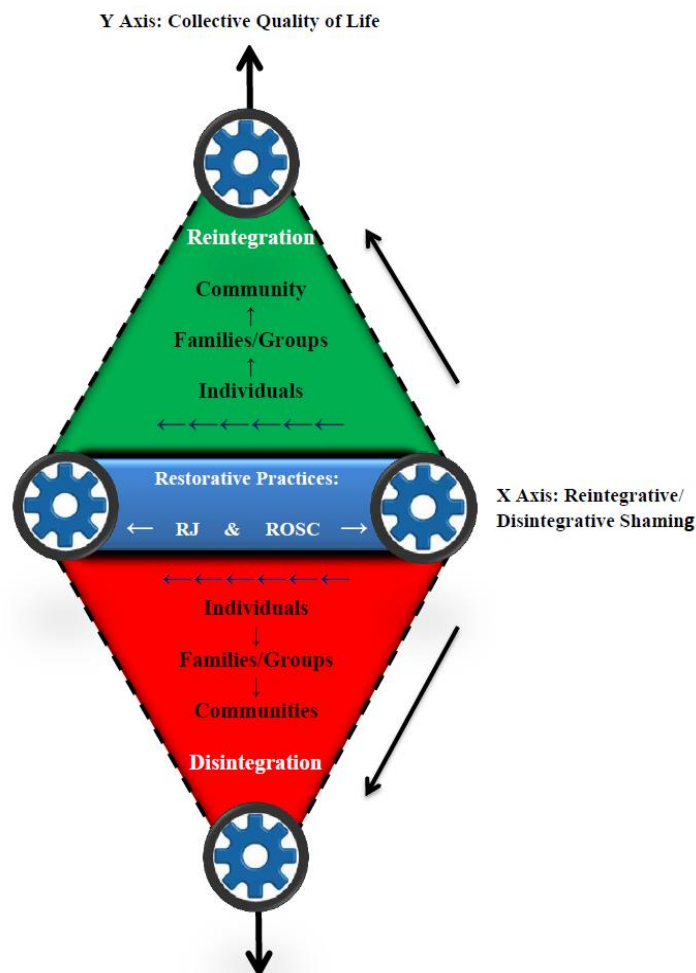 Y Axis: Collective Quality of Life
Reintegration
Community
↑
Families/Groups
↑
Individuals
←←←←←←
Restorative Practices:
← RJ & ROSC →
X Axis: Reintegrative/
Disintegrative Shaming
←←←←←←
Individuals
↓
Families/Groups
↓
Communities
Disintegration